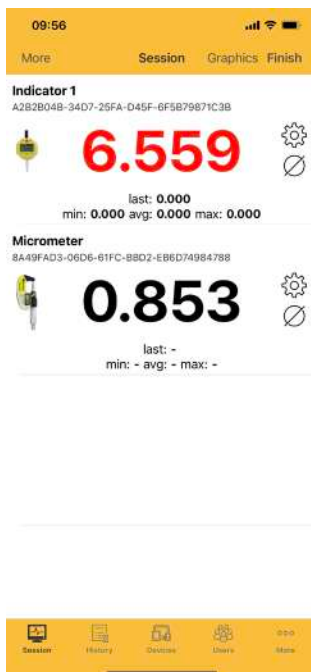 09:56
More Session Graphics Finish
Indicator 1
A2B2B04B-34D7-25FA-D45F-6F5B79871C3B
6.559
last: 0.000
min: 0.000 avg: 0.000 max: 0.000
Micrometer
8A49FAD3-06D6-61FC-BBD2-EB6D74984788
0.853
last: -
min: - avg: - max: -
Session History Devices Users More